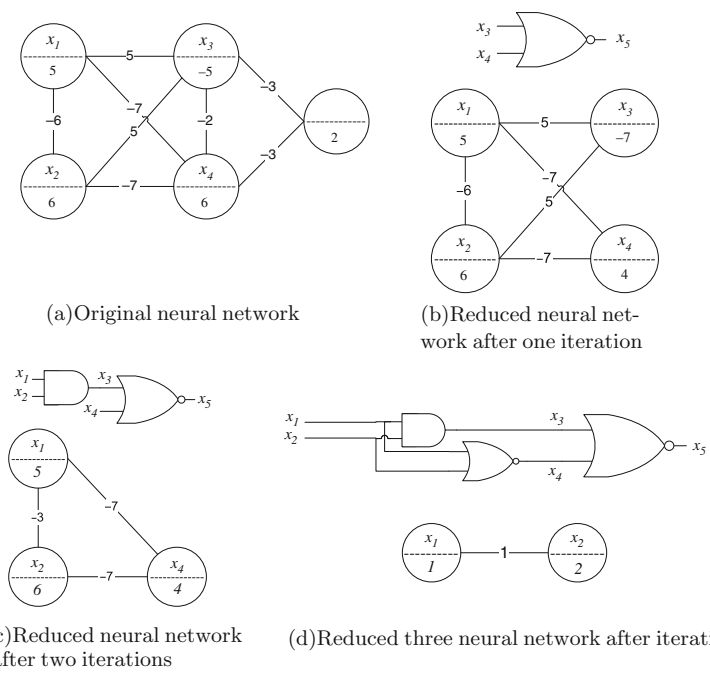 x3
x4
x5
x1
5
5
x3
–5
–6
–7
5
–2
–3
–3
2
x2
6
–7
x4
6
x1
5
5
x3
–7
–6
–7
5
x2
6
–7
x4
4
(a)Original neural network
(b)Reduced neural net-
work after one iteration
x1
x2
x3
x4
x5
x1
5
–3
–7
x2
6
–7
x4
4
x1
x2
x3
x4
x5
x1
1
1
x2
2
c)Reduced neural network
after two iterations
(d)Reduced three neural network after iterati